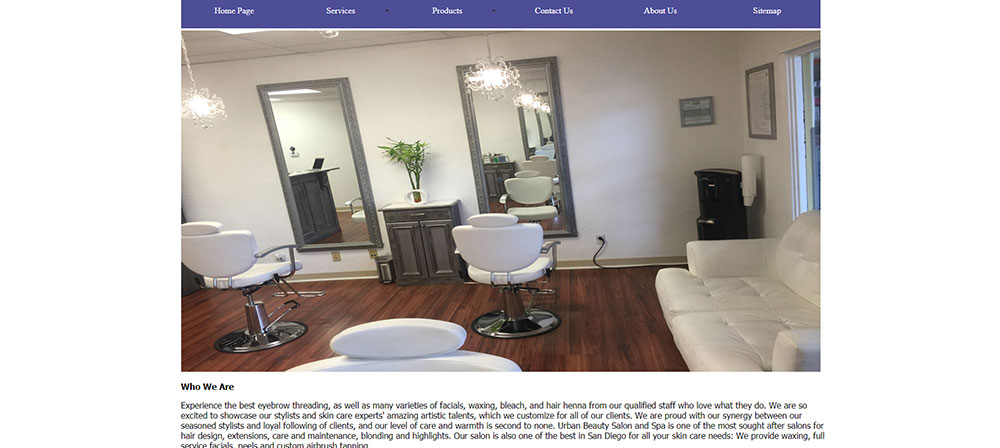 Home Page Services Products Contact Us About Us Sitemap
Who We Are
Experience the best eyebrow threading, as well as many varieties of facials, waxing, bleach, and hair henna from our qualified staff who love what they do. We are so
excited to showcase our stylists and skin care experts' amazing artistic talents, which we customize for all of our clients. We are proud with our synergy between our
seasoned stylists and loyal following of clients, and our level of care and warmth is second to none. Urban Beauty Salon and Spa is one of the most sought after salons for
hair design, extensions, care and maintenance, blonding and highlights. Our salon is also one of the best in San Diego for all your skin care needs: We provide waxing, full
service facials, peels and custom airbrush tanning.